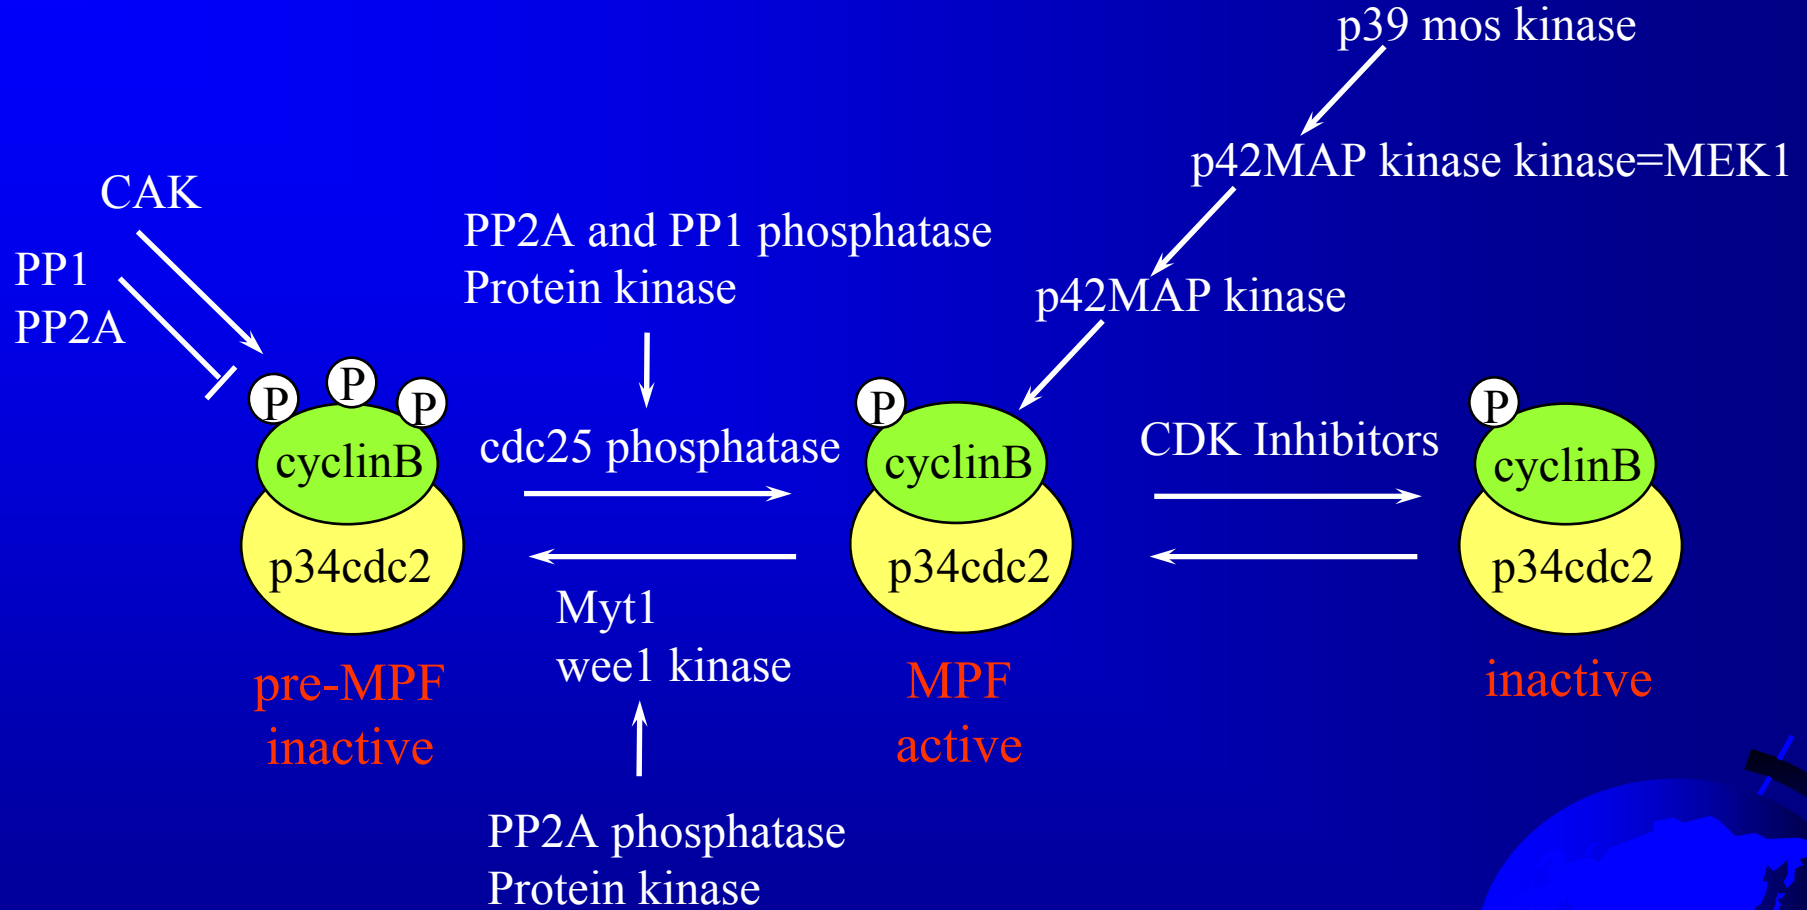 p39 mos kinase
p42MAP kinase kinase=MEK1
CAK
PP2A and PP1 phosphatase
Protein kinase
PP1
PP2A
p42MAP kinase
P
P
P
cyclinB
p34cdc2
pre-MPF
inactive
cdc25 phosphatase
Myt1
wee1 kinase
PP2A phosphatase
Protein kinase
P
cyclinB
p34cdc2
MPF
active
CDK Inhibitors
P
cyclinB
p34cdc2
inactive